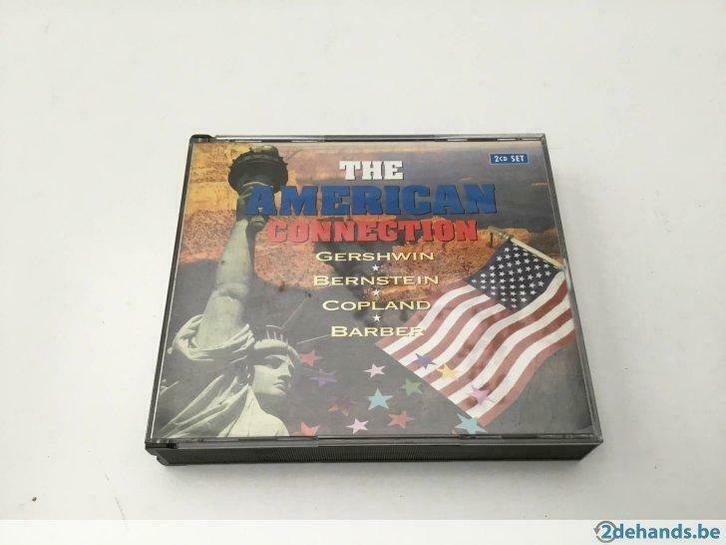 THE
2CD SET
AMERICAN
CONNECTION
GERSHWIN
BERNSTEIN
COPLAND
BARBER
2dehands.be